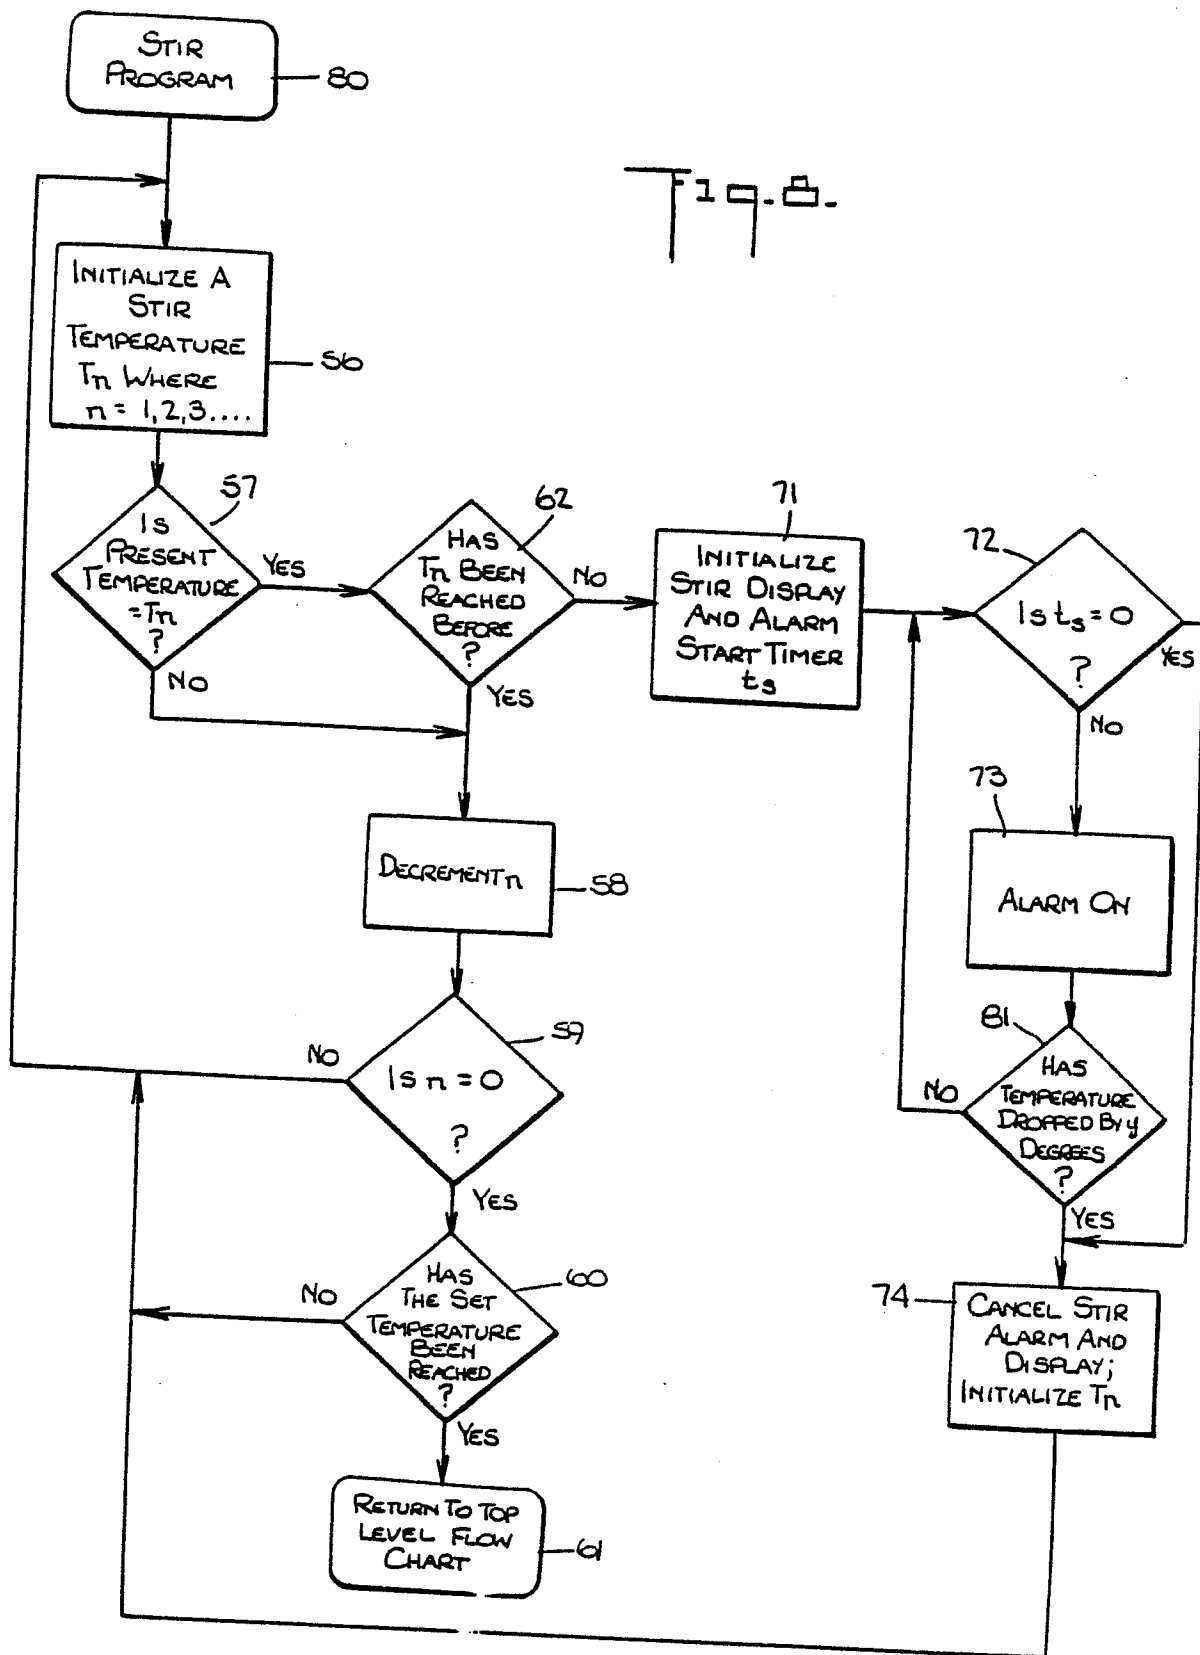 STIR
PROGRAM
80
Fig. 8.
INITIALIZE A
STIR
TEMPERATURE
Tn WHERE
n = 1,2,3....
56
57
IS
PRESENT
TEMPERATURE
=Tn
?
YES
NO
62
HAS
Tn BEEN
REACHED
BEFORE
?
NO
YES
71
INITIALIZE
STIR DISPLAY
AND ALARM
START TIMER
ts
72
Is ts = 0
?
YES
NO
73
ALARM ON
DECREMENT n
58
81
HAS
TEMPERATURE
DROPPED BY y
DEGREES
?
NO
YES
59
Is n = 0
?
NO
YES
60
HAS
THE SET
TEMPERATURE
BEEN
REACHED
?
NO
YES
74
CANCEL STIR
ALARM AND
DISPLAY;
INITIALIZE Tn
RETURN TO TOP
LEVEL FLOW
CHART
61